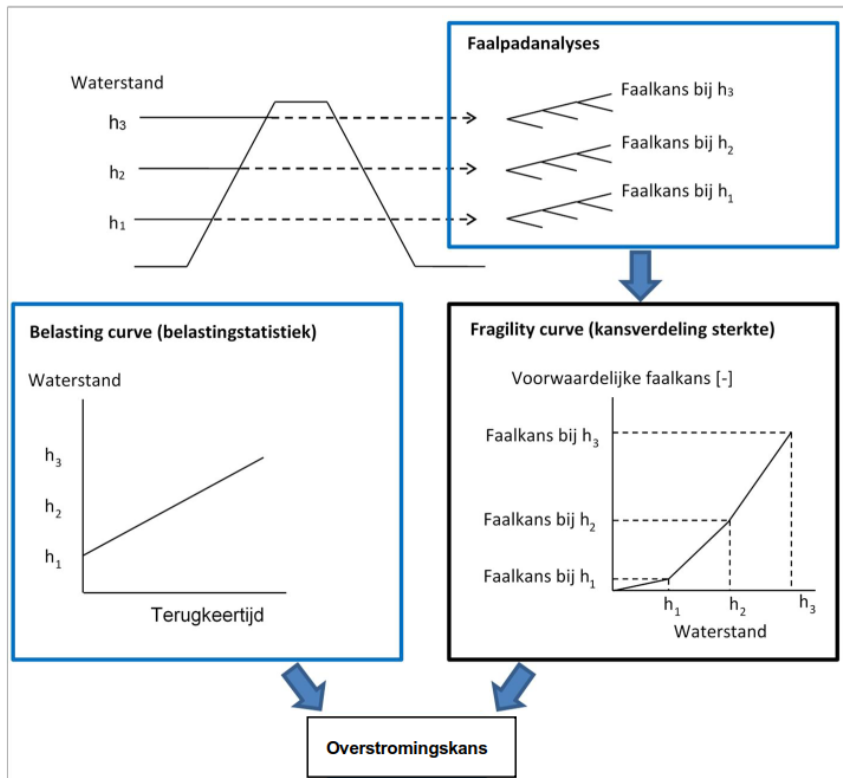 Faalpadanalyses
Waterstand
h3
h2
h1
Faalkans bij h3
Faalkans bij h2
Faalkans bij h1
Belasting curve (belastingstatistiek)
Waterstand
h3
h2
h1
Terugkeertijd
Fragility curve (kansverdeling sterkte)
Voorwaardelijke faalkans [-]
Faalkans bij h3
Faalkans bij h2
Faalkans bij h1
h1 h2 h3
Waterstand
Overstromingskans